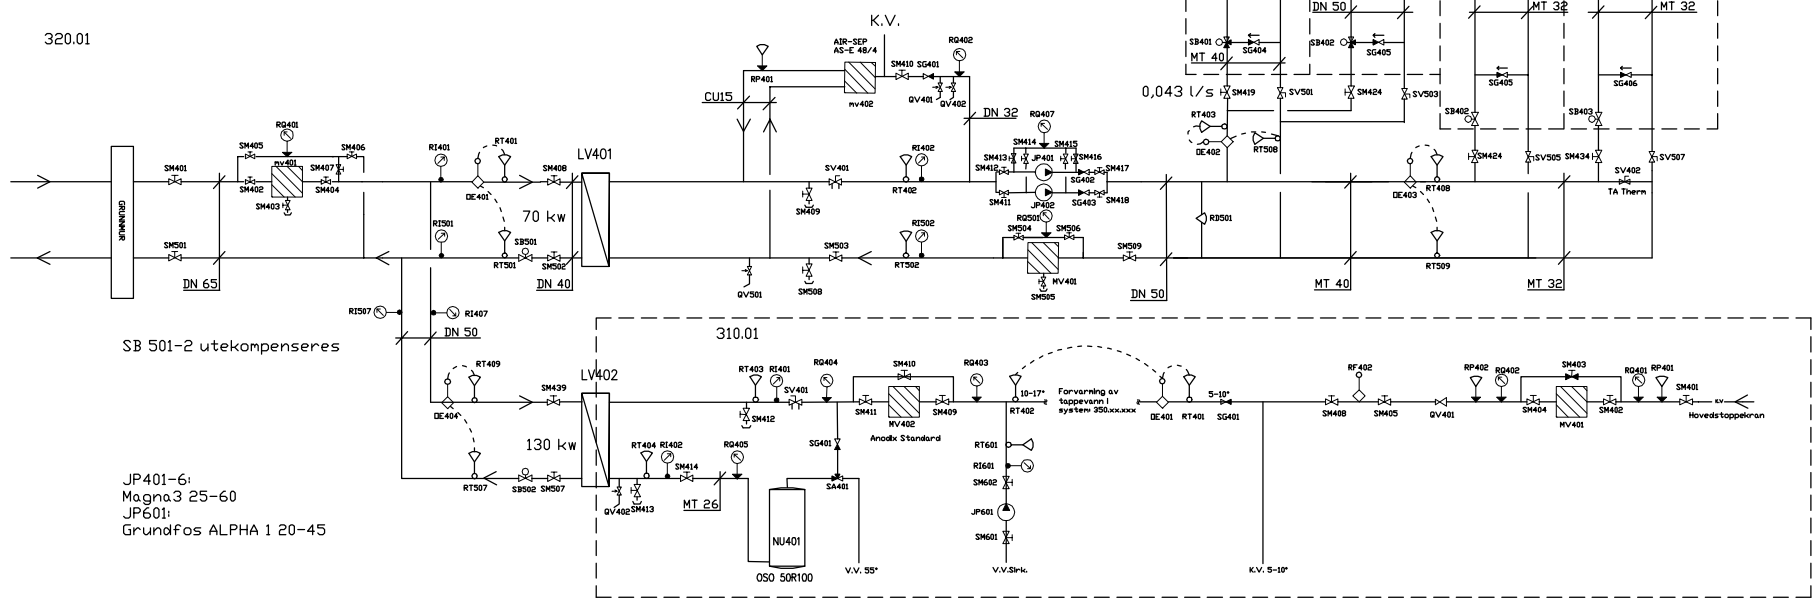 320.01
K.V.
AIR-SEP
AS-E 48/4
RQ402
SM410
SG401
RP401
mv402
QV401
QV402
CU15
DN 32
DN 50
MT 32
MT 32
SB401
SG404
SB402
SG405
MT 40
0,043 l/s
SM419
SV501
SM424
SV503
SG405
SG406
SB402
SB403
RQ401
SM405
SM406
mv401
SM407
SM401
SM402
SM404
SM403
RI401
RT401
OE401
SM408
LV401
SV401
RT402
RI402
SM409
RQ407
SM414
SM415
SM413
JP401
SM416
SM417
SG402
SM411
JP402
SG403
SM418
RT403
OE402
RT508
RT408
OE403
SM424
SV505
SM434
SV507
SV402
TA Therm
GRUNNMUR
SM501
DN 65
RI501
RT501
SB501
SM502
70 kw
DN 40
QV501
SM503
SM508
RT502
RI502
RQ501
SM504
SM506
MV401
SM505
SM509
DN 50
RD501
MT 40
RT509
MT 32
RI507
RI407
DN 50
SB 501-2 utekompenseres
310.01
RT409
OE404
SM439
LV402
130 kw
RT507
SB502
SM507
RT403
RI401
SV401
RQ404
SM412
SM410
SM411
SM409
MV402
Anodix Standard
RQ403
10-17°
RT402
Forvarming av
tappevann i
system 350.xx.xxx
OE401
RT401
5-10°
SG401
RF402
SM408
SM405
QV401
RP402
RQ402
SM403
SM404
SM402
MV401
RQ401
RP401
SM401
K.V
Hovedstoppekran
RT404
RI402
SM414
RQ405
QV402
SM413
MT 26
SG401
SA401
NU401
OSO 50R100
V.V. 55°
RT601
RI601
SM602
JP601
SM601
V.V.Sirk.
K.V. 5-10°
JP401-6:
Magna3 25-60
JP601:
Grundfos ALPHA 1 20-45